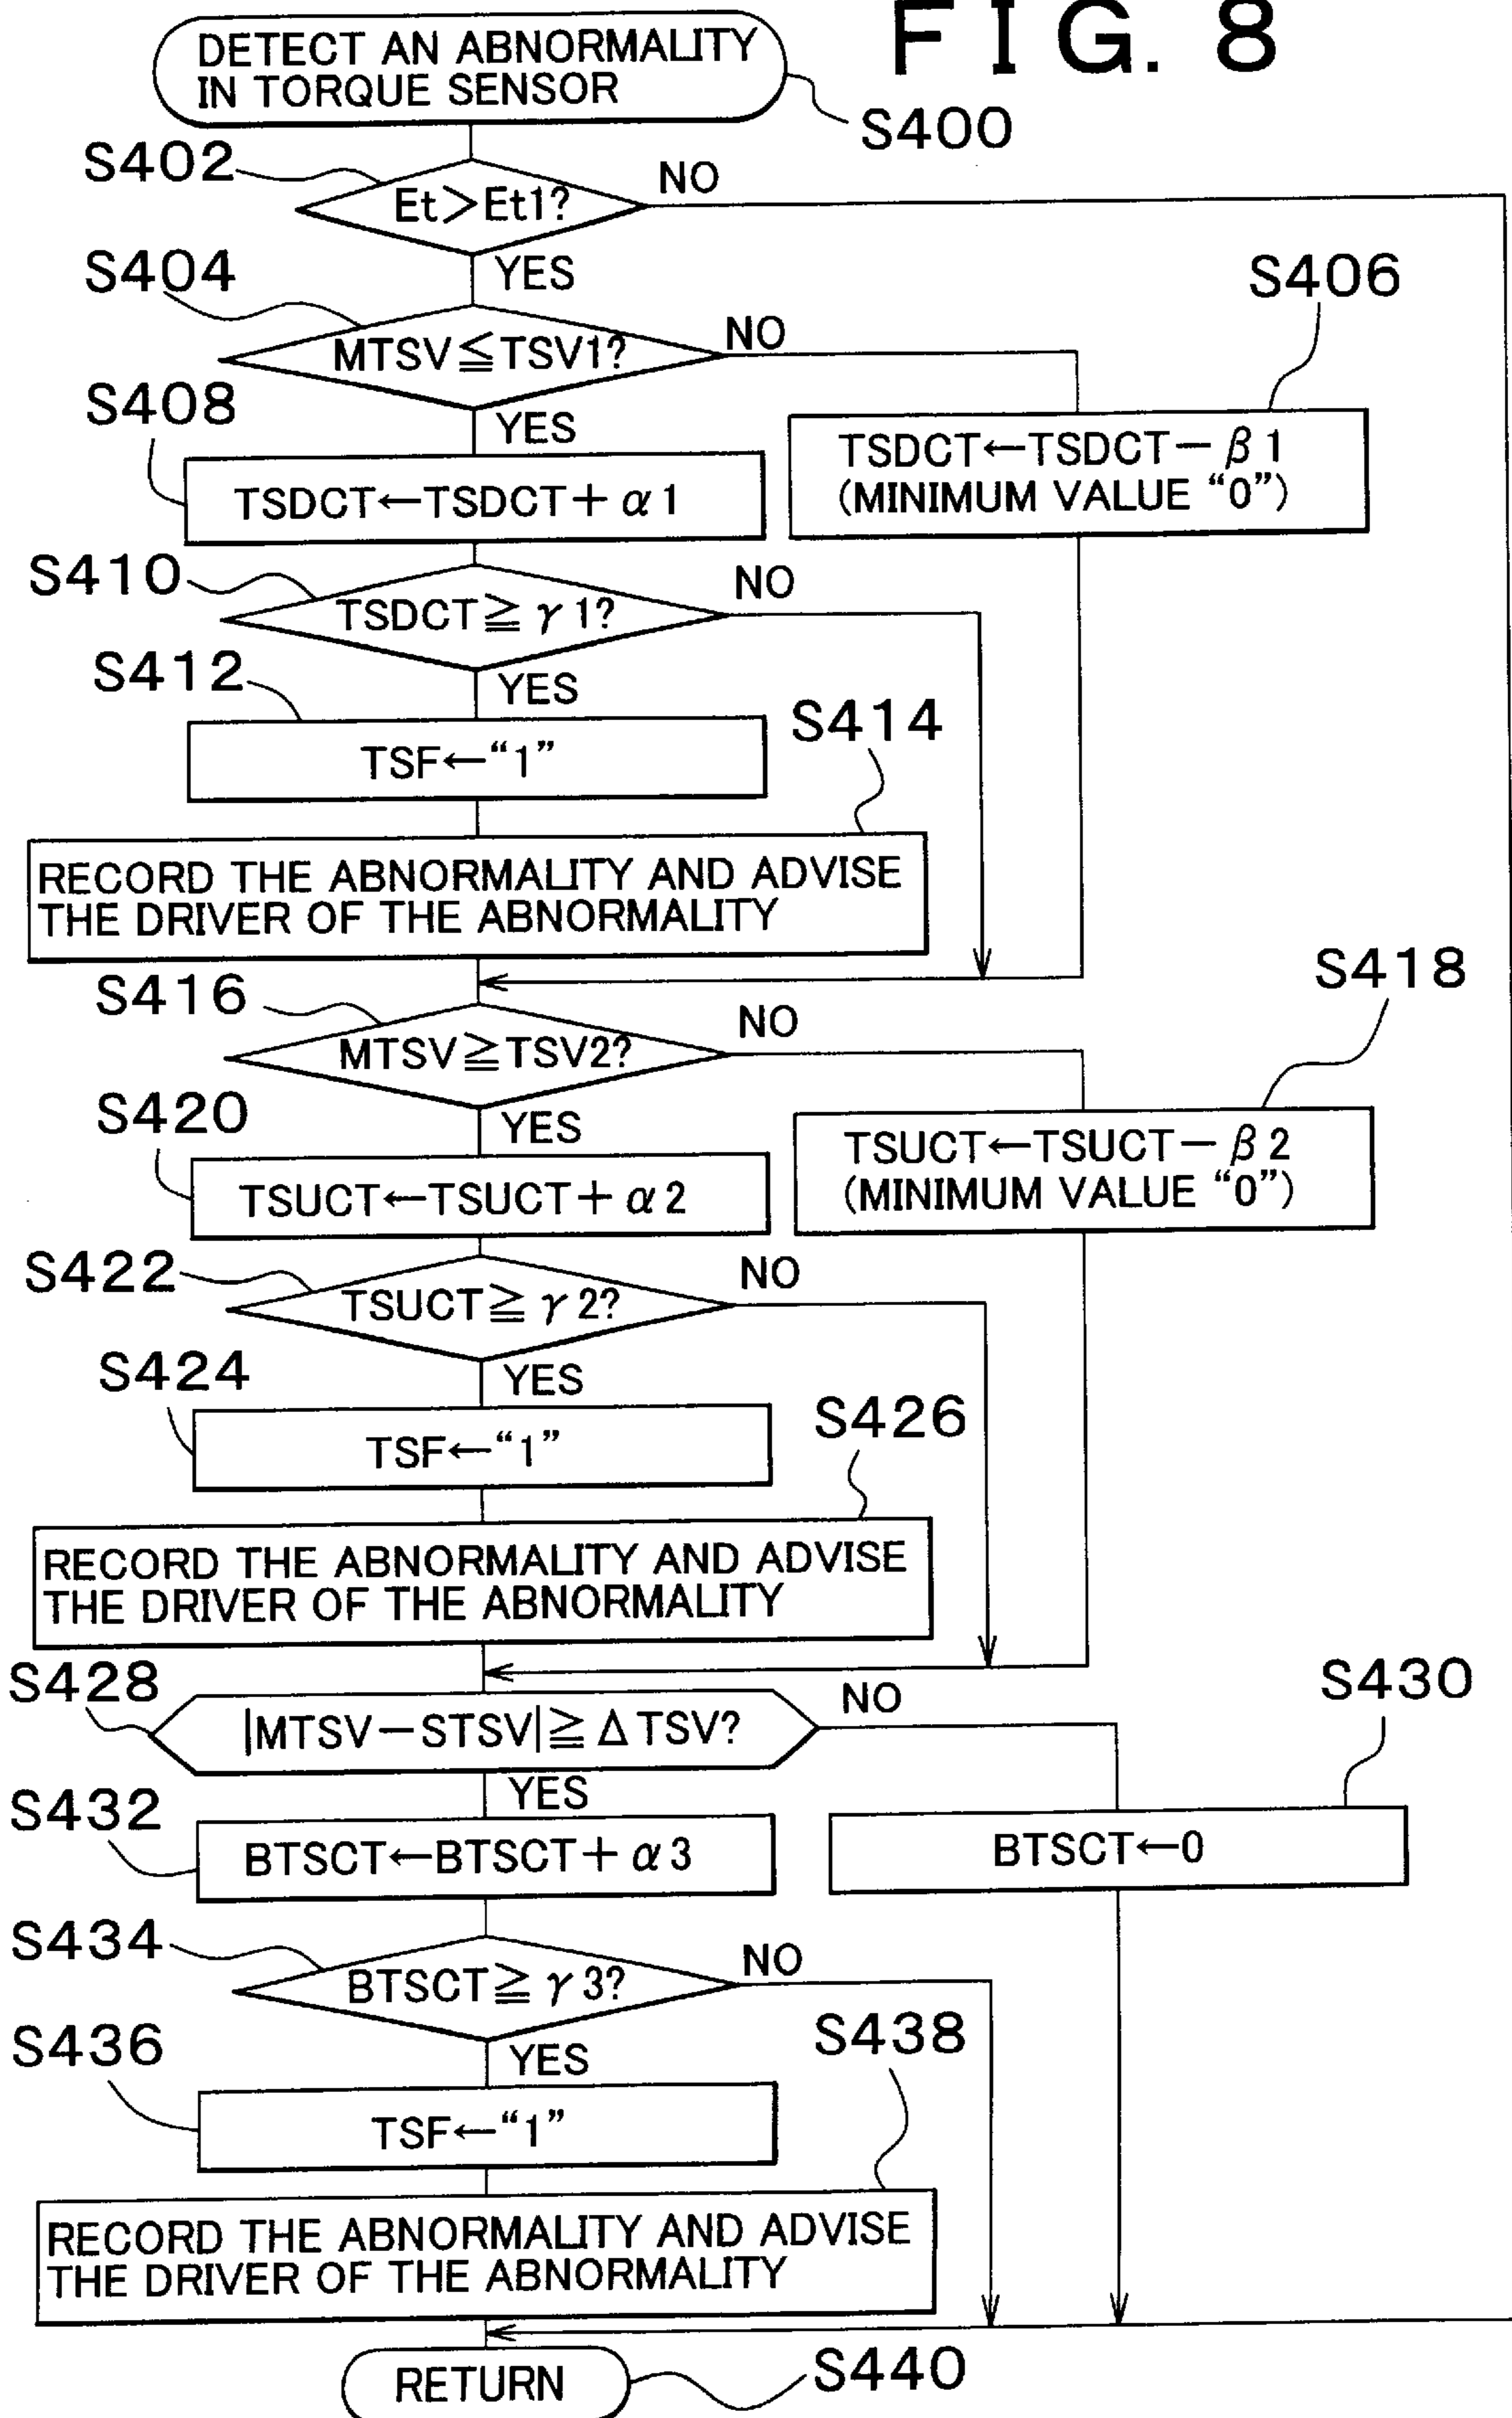 FIG. 8
DETECT AN ABNORMALITY
IN TORQUE SENSOR
S400
S402
Et>Et1?
NO
YES
S404
MTSV≦TSV1?
NO
S406
TSDCT←TSDCT-β1
(MINIMUM VALUE "0")
YES
S408
TSDCT←TSDCT+α1
S410
TSDCT≧γ1?
NO
YES
S412
TSF←"1"
S414
RECORD THE ABNORMALITY AND ADVISE
THE DRIVER OF THE ABNORMALITY
S416
MTSV≧TSV2?
NO
S418
TSUCT←TSUCT-β2
(MINIMUM VALUE "0")
YES
S420
TSUCT←TSUCT+α2
S422
TSUCT≧γ2?
NO
YES
S424
TSF←"1"
S426
RECORD THE ABNORMALITY AND ADVISE
THE DRIVER OF THE ABNORMALITY
S428
|MTSV-STSV|≧ΔTSV?
NO
S430
BTSCT←0
YES
S432
BTSCT←BTSCT+α3
S434
BTSCT≧γ3?
NO
YES
S436
TSF←"1"
S438
RECORD THE ABNORMALITY AND ADVISE
THE DRIVER OF THE ABNORMALITY
RETURN
S440